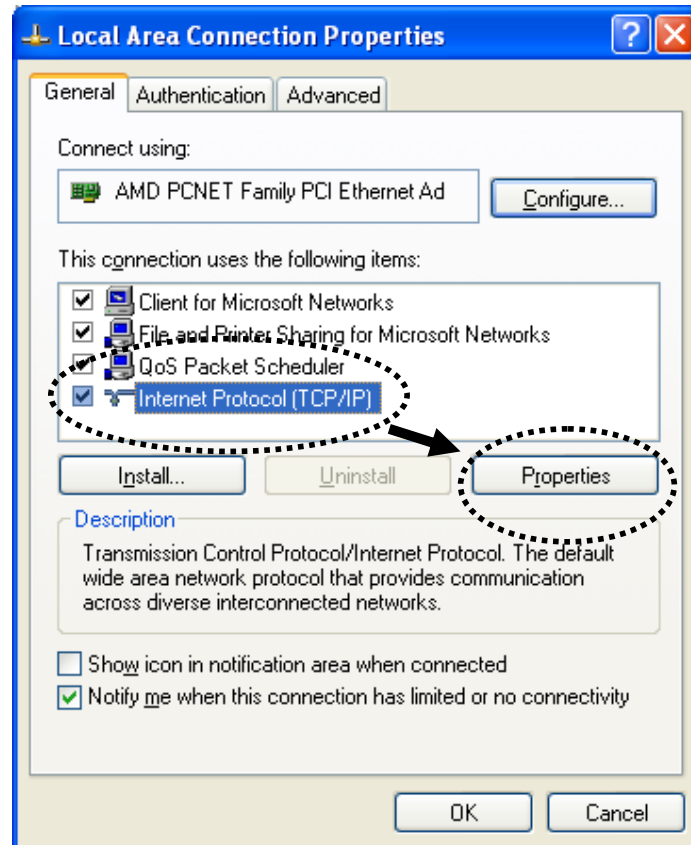 Local Area Connection Properties
General Authentication Advanced
Connect using:
AMD PCNET Family PCI Ethernet Ad
Configure...
This connection uses the following items:
Client for Microsoft Networks
File and Printer Sharing for Microsoft Networks
QoS Packet Scheduler
Internet Protocol (TCP/IP)
Install... Uninstall Properties
Description
Transmission Control Protocol/Internet Protocol. The default
wide area network protocol that provides communication
across diverse interconnected networks.
Show icon in notification area when connected
Notify me when this connection has limited or no connectivity
OK Cancel